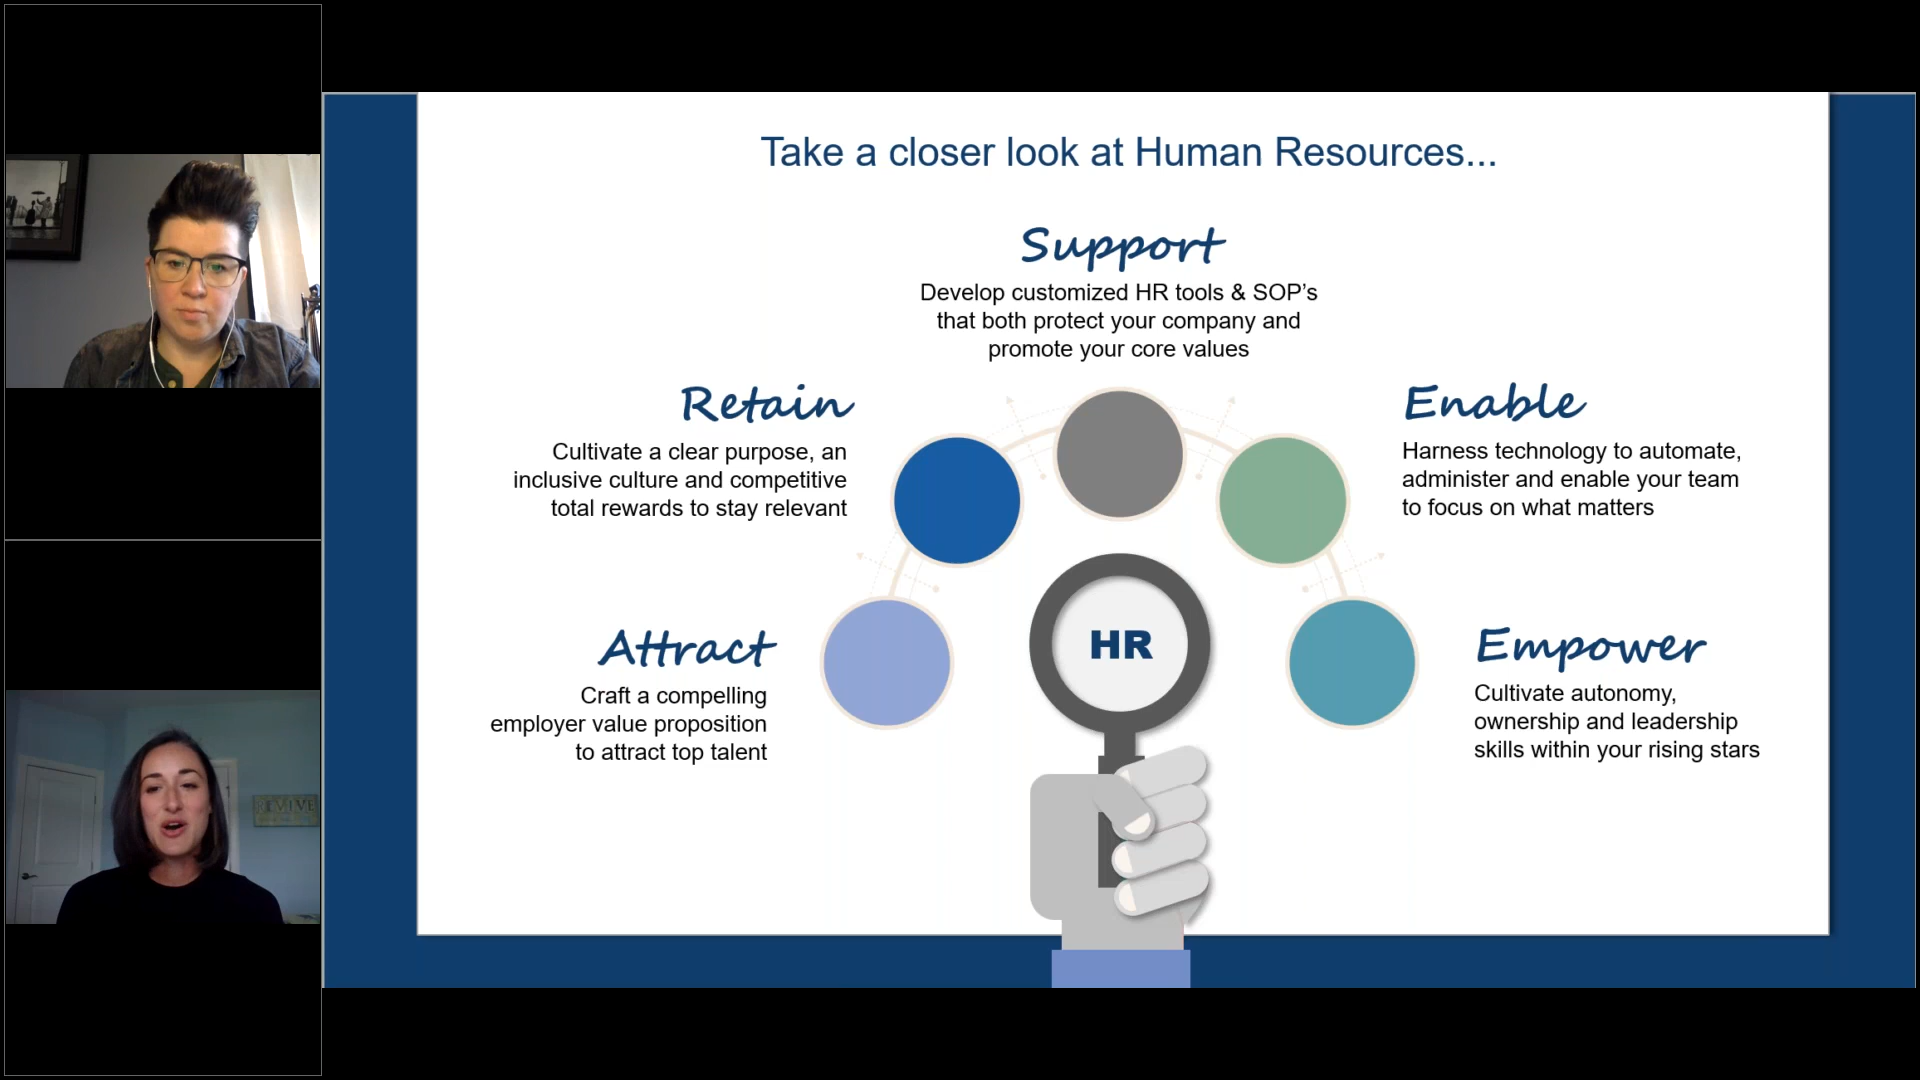 Take a closer look at Human Resources...
Support
Develop customized HR tools & SOP’s
that both protect your company and
promote your core values
Retain
Cultivate a clear purpose, an
inclusive culture and competitive
total rewards to stay relevant
Enable
Harness technology to automate,
administer and enable your team
to focus on what matters
Attract
Craft a compelling
employer value proposition
to attract top talent
HR
Empower
Cultivate autonomy,
ownership and leadership
skills within your rising stars
REVIVE